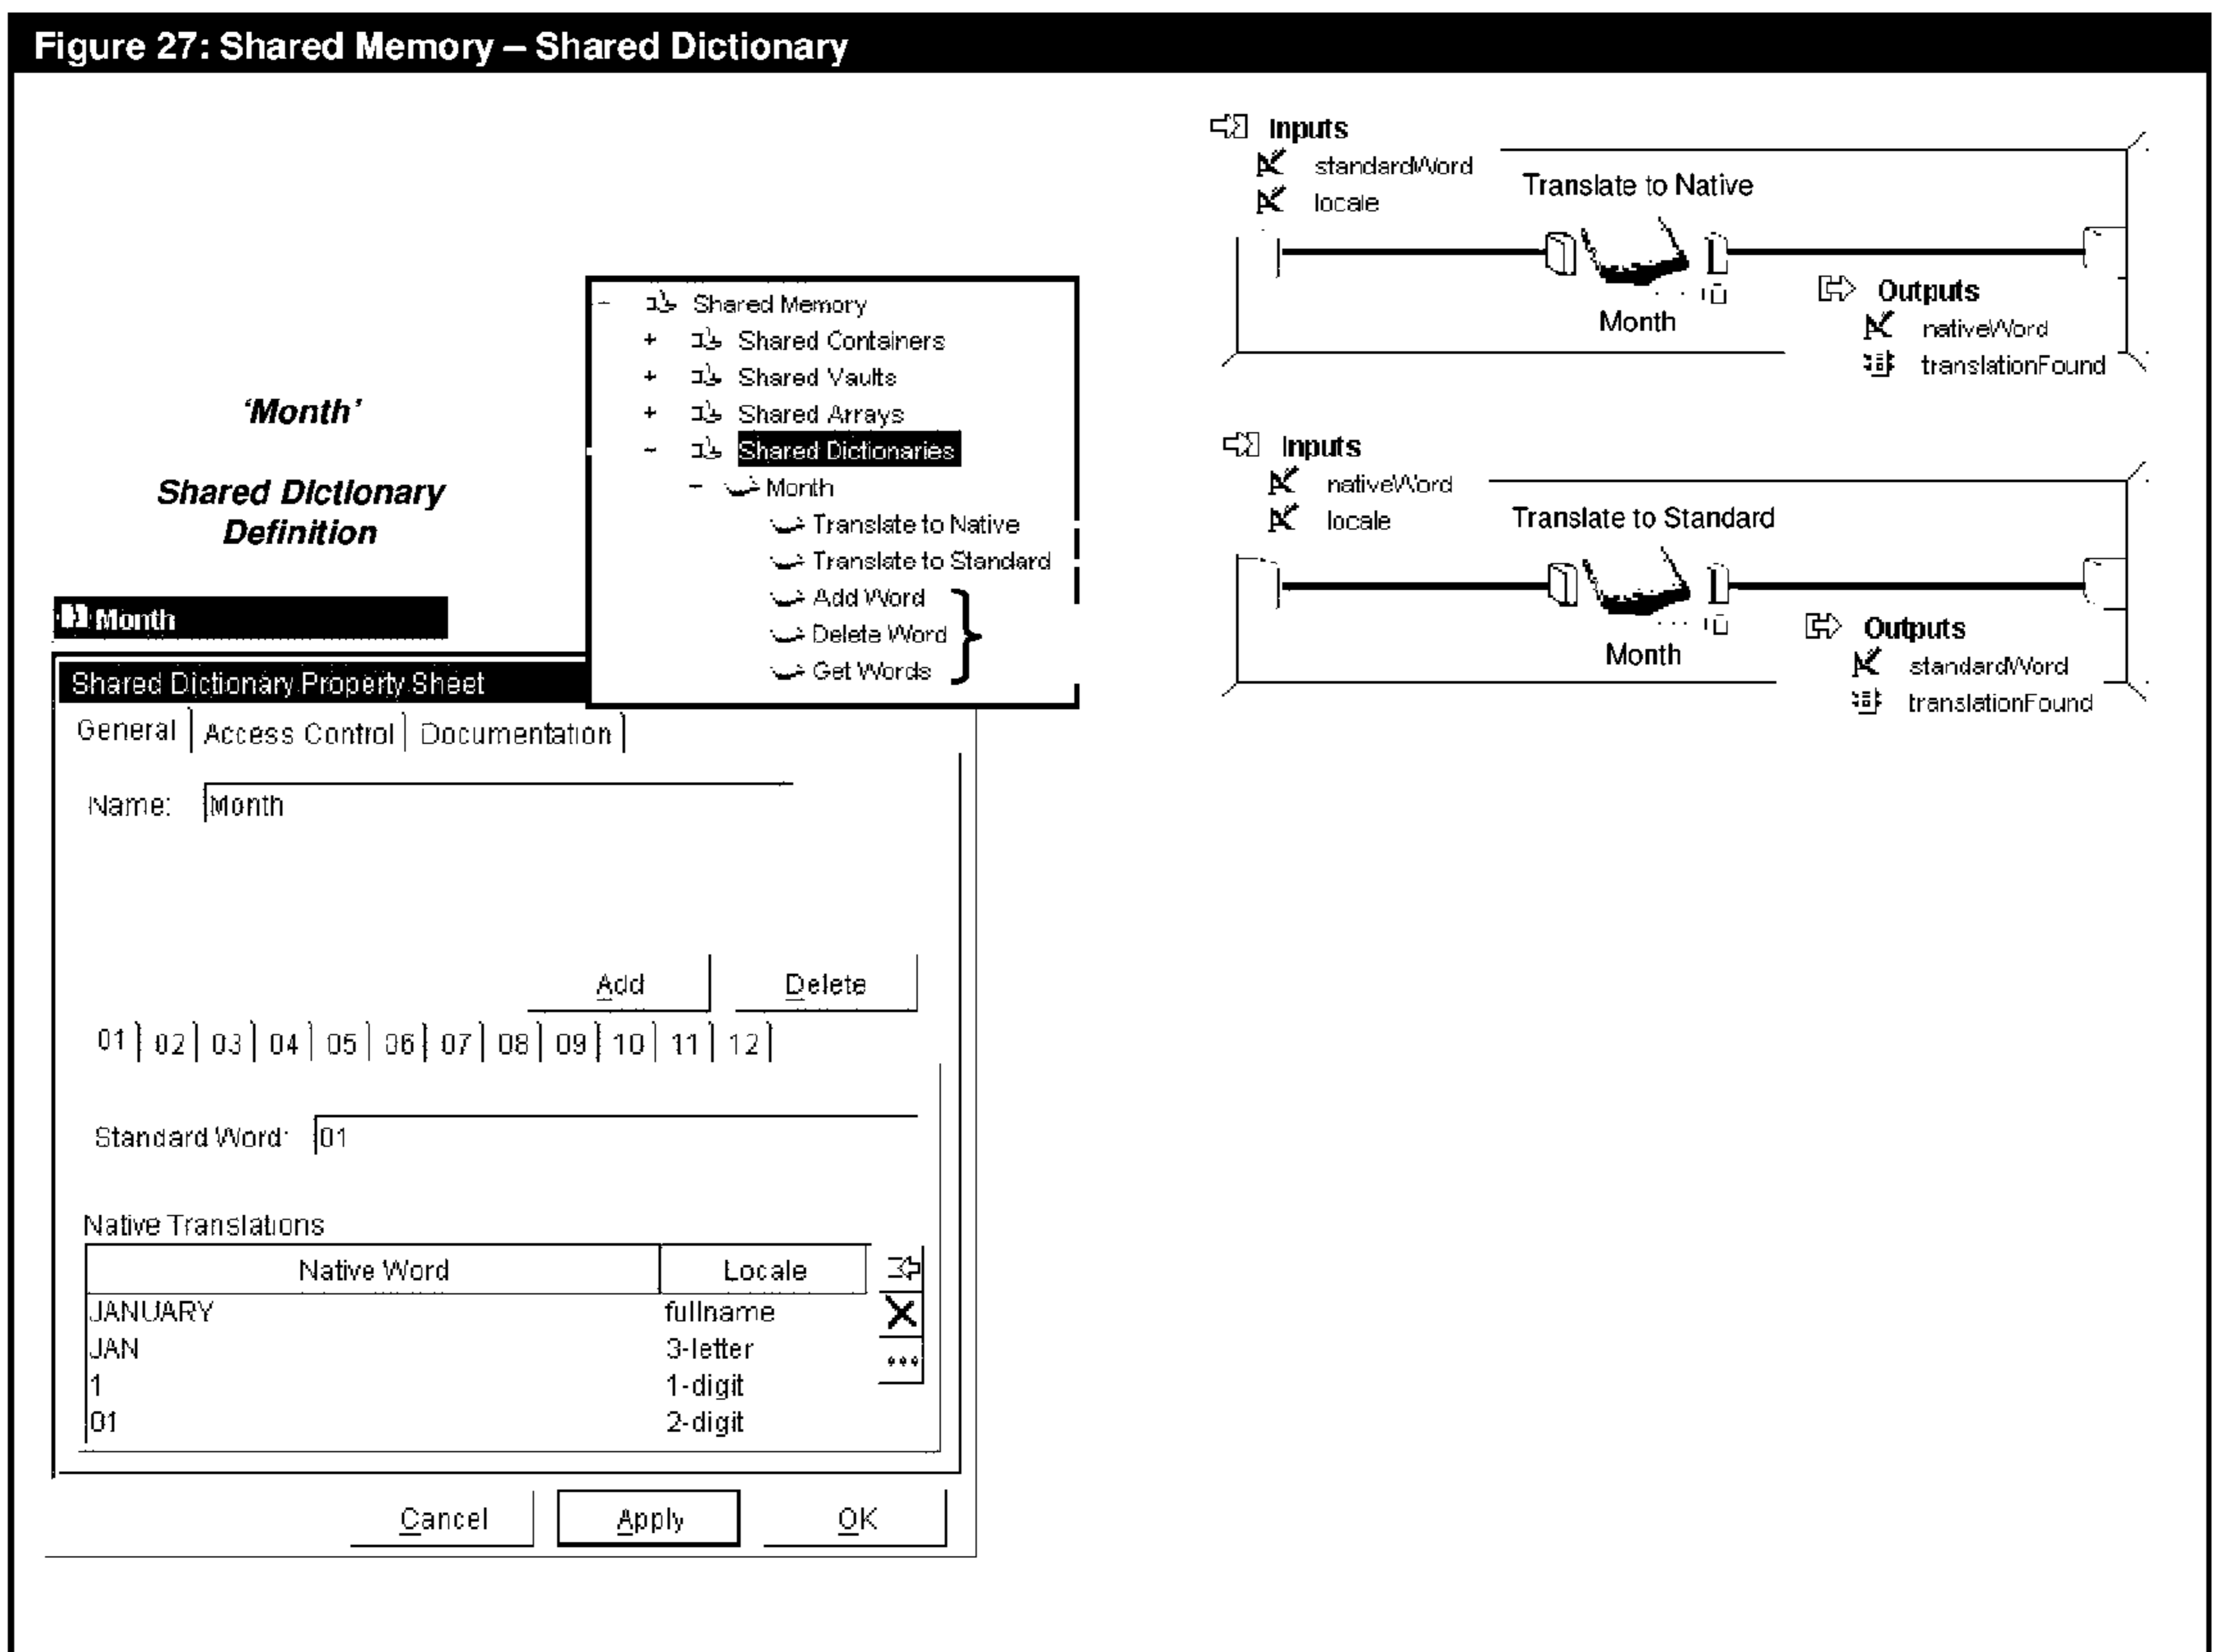 Figure 27: Shared Memory – Shared Dictionary
‘Month’
Shared Dictionary
Definition
Shared Memory
Shared Containers
Shared Vaults
Shared Arrays
Shared Dictionaries
Month
Translate to Native
Translate to Standard
Add Word
Delete Word
Get Words
Month
Shared Dictionary Property Sheet
General Access Control Documentation
Name: Month
Add Delete
01 02 03 04 05 06 07 08 09 10 11 12
Standard Word: 01
Native Translations
Native Word Locale
JANUARY fullname
JAN 3-letter
1 1-digit
01 2-digit
Cancel Apply OK
Inputs
standardWord
locale
Translate to Native
Month
Outputs
nativeWord
translationFound
Inputs
nativeWord
locale
Translate to Standard
Month
Outputs
standardWord
translationFound